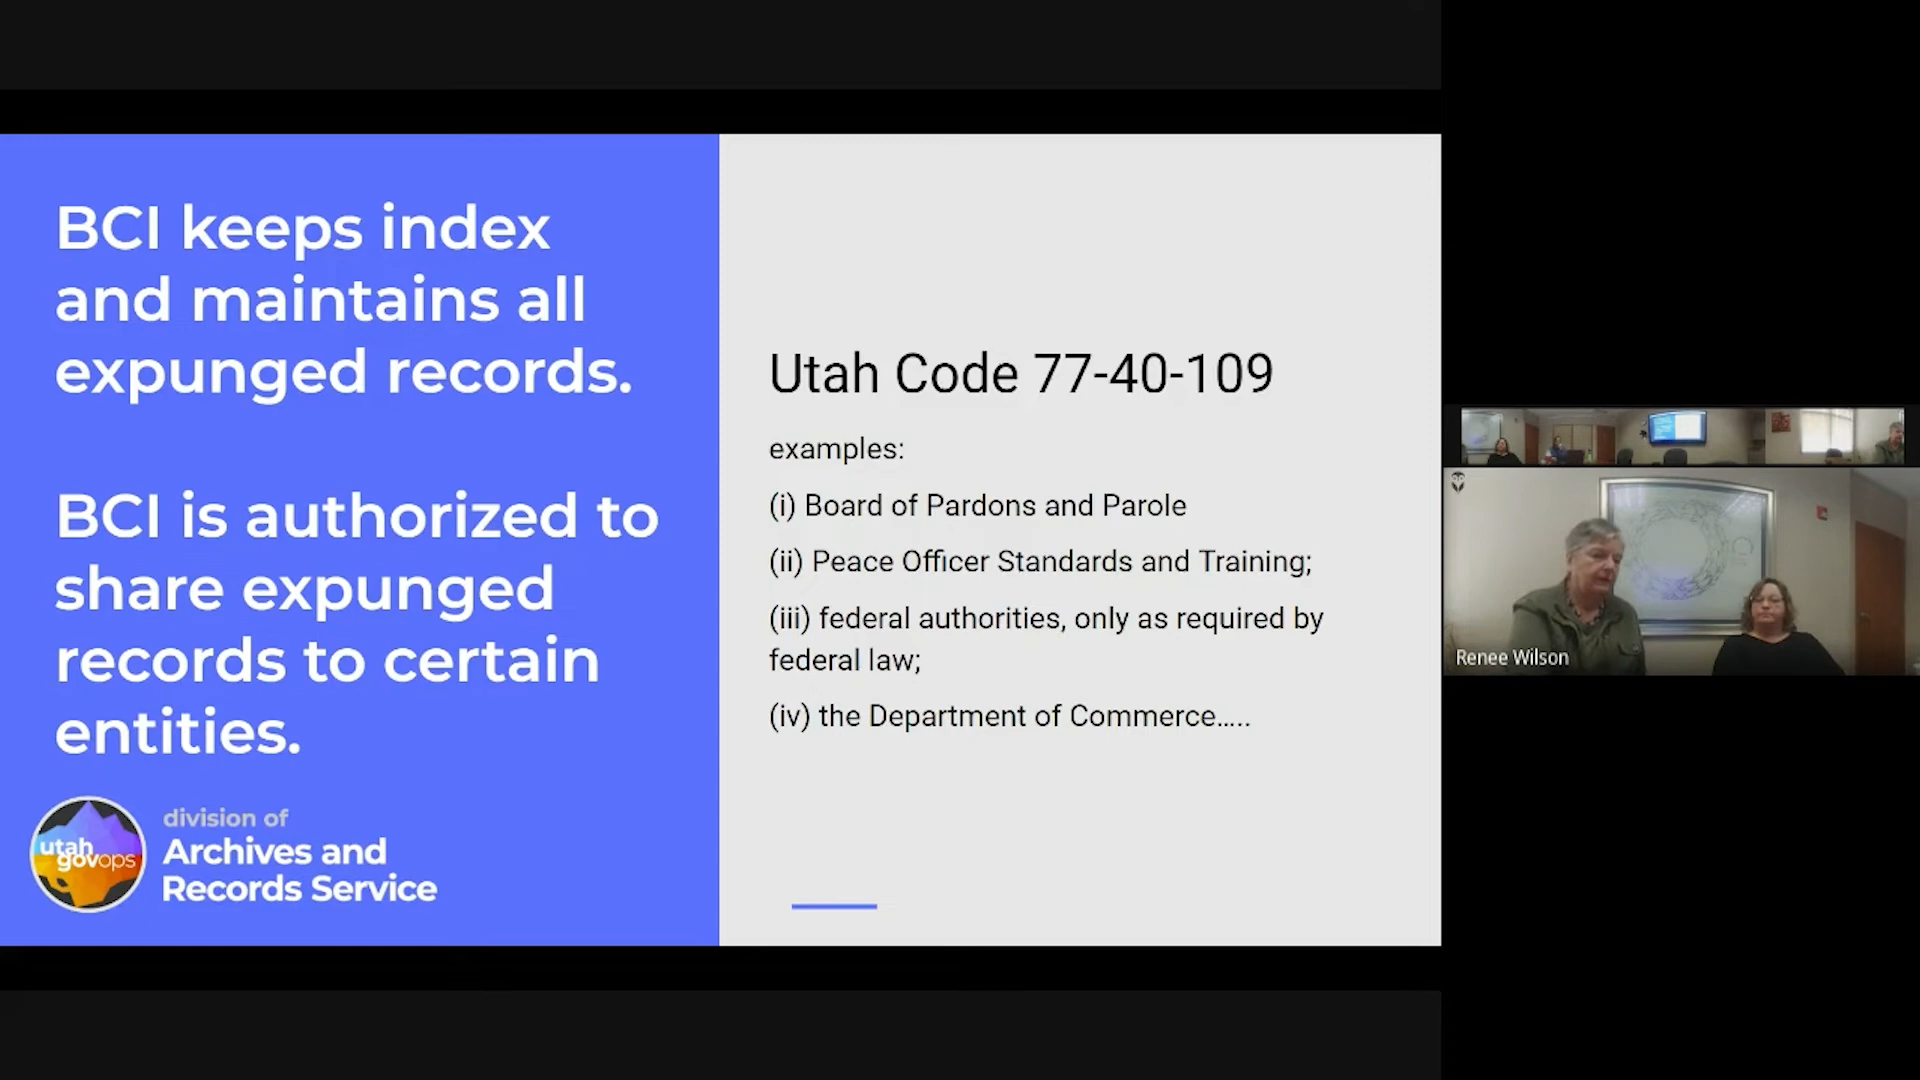 BCI keeps index
and maintains all
expunged records.
BCI is authorized to
share expunged
records to certain
entities.
utah
govops
division of
Archives and
Records Service
Utah Code 77-40-109
examples:
(i) Board of Pardons and Parole
(ii) Peace Officer Standards and Training;
(iii) federal authorities, only as required by
federal law;
(iv) the Department of Commerce.....
Renee Wilson